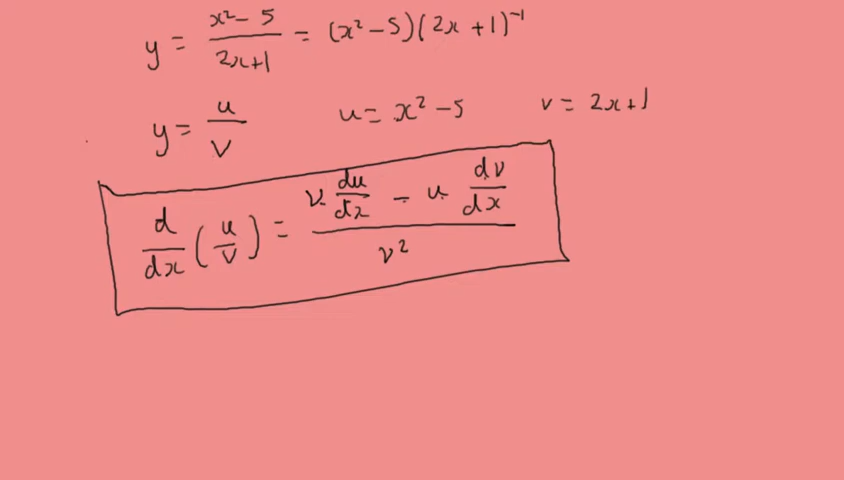 y = x² - 5 / 2x+1 = (x² - 5)(2x + 1)⁻¹
y = u/v u = x² - 5 v = 2x+1
d/dx (u/v) = v · du/dx - u · dv/dx / v²